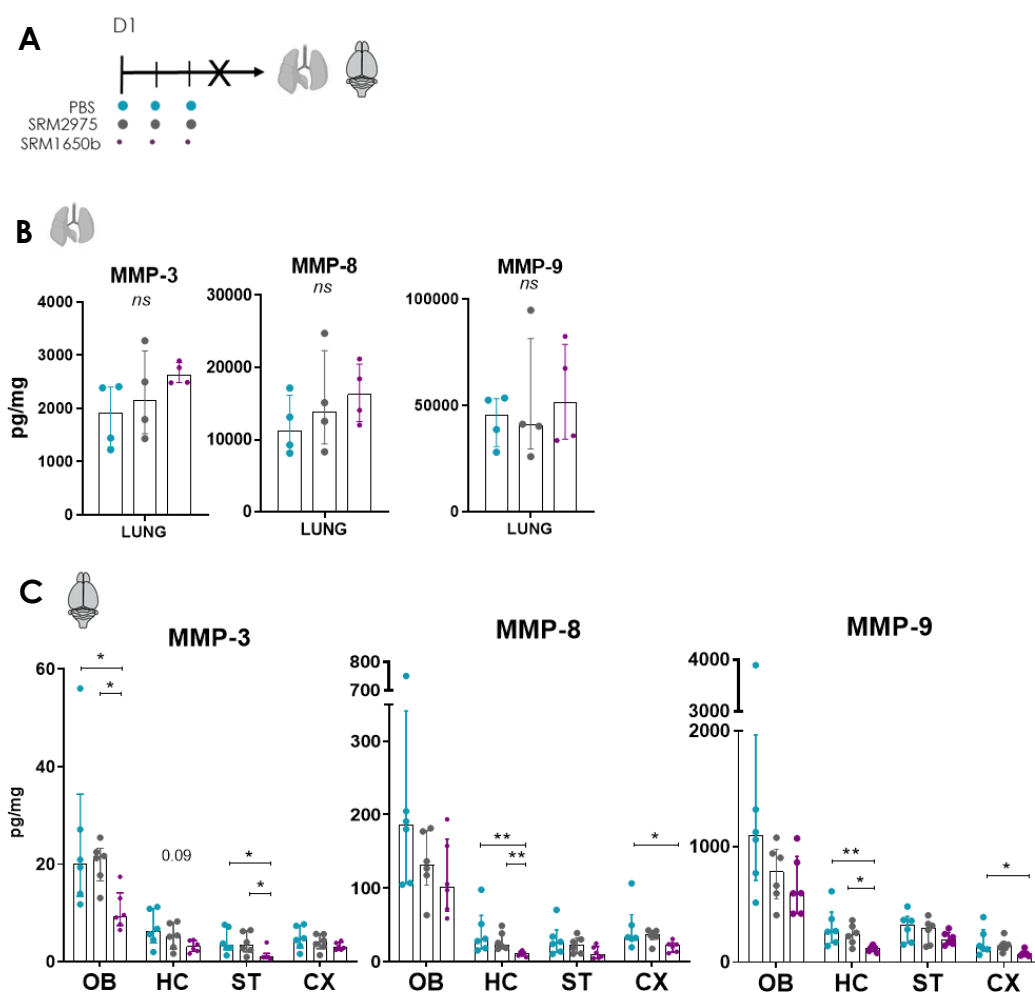 A
D1
PBS
SRM2975
SRM1650b
B
MMP-3
ns
4000
3000
2000
1000
0
pg/mg
LUNG
MMP-8
ns
30000
20000
10000
0
LUNG
MMP-9
ns
100000
50000
0
LUNG
C
MMP-3
60
40
20
0
pg/mg
*
*
0.09
*
*
OB HC ST CX
MMP-8
800
700
300
200
100
0
**
**
*
OB HC ST CX
MMP-9
4000
3000
2000
1000
0
**
*
*
OB HC ST CX